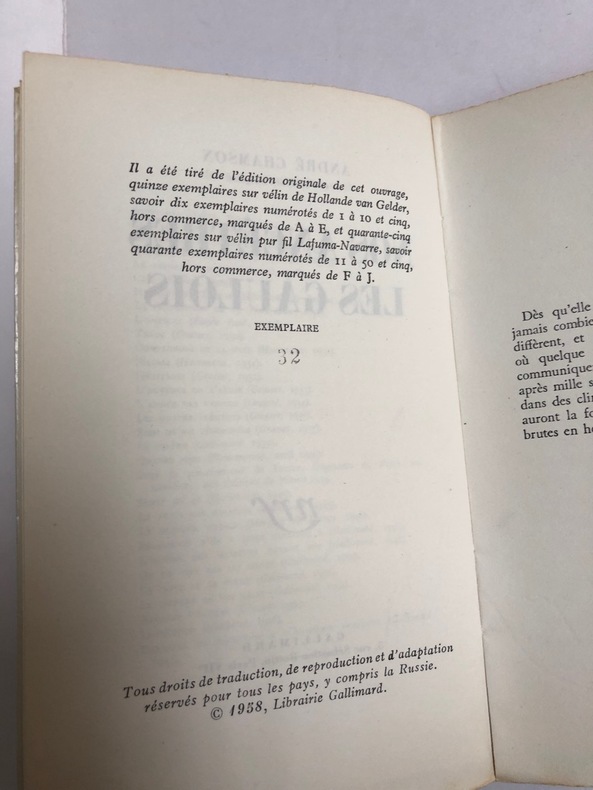 Il a été tiré de l'édition originale de cet ouvrage,
quinze exemplaires sur vélin de Hollande van Gelder,
savoir dix exemplaires numérotés de 1 à 10 et cinq,
hors commerce, marqués de A à E, et quarante-cinq
exemplaires sur vélin pur fil Lafuma-Navarre, savoir
quarante exemplaires numérotés de 11 à 50 et cinq,
hors commerce, marqués de F à J.
EXEMPLAIRE
32
Tous droits de traduction, de reproduction et d'adaptation
réservés pour tous les pays, y compris la Russie.
© 1958, Librairie Gallimard.
Dès qu'elle
jamais combie
diffèrent, et
où quelque
communique
après mille s
dans des cli
auront la fo
brutes en h